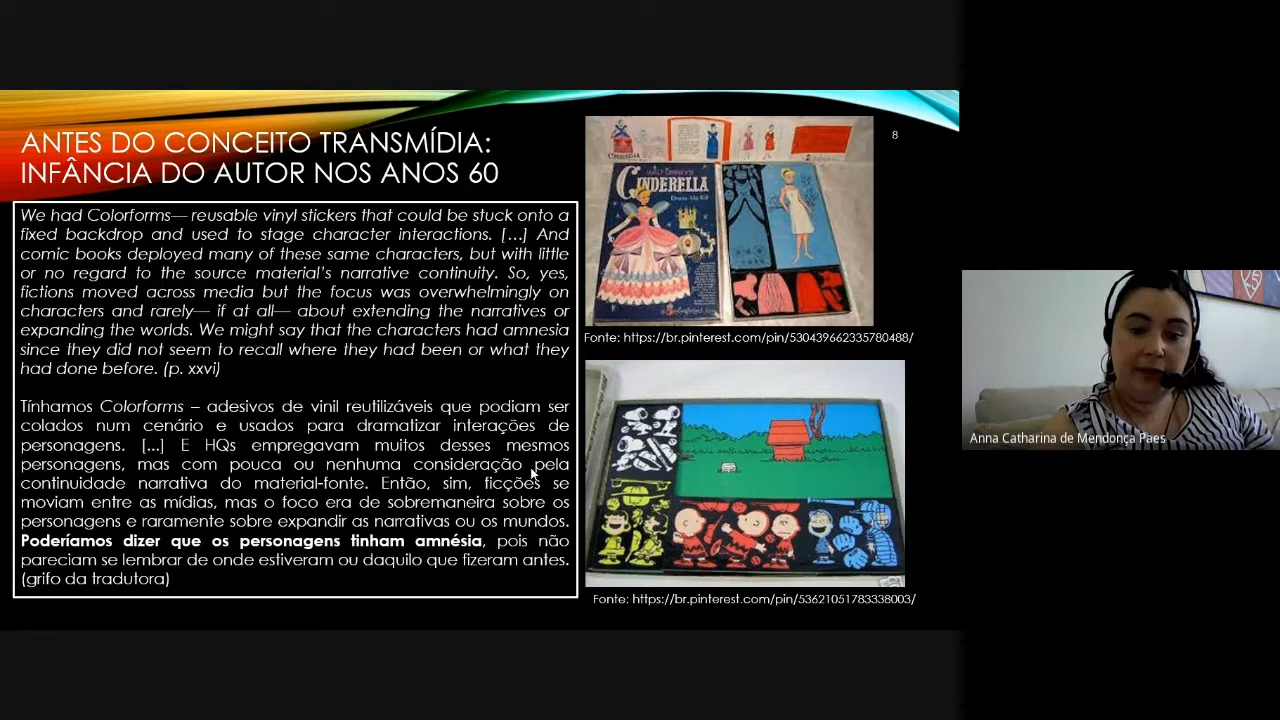 8
ANTES DO CONCEITO TRANSMÍDIA:
INFÂNCIA DO AUTOR NOS ANOS 60
We had Colorforms— reusable vinyl stickers that could be stuck onto a
fixed backdrop and used to stage character interactions. […] And
comic books deployed many of these same characters, but with little
or no regard to the source material’s narrative continuity. So, yes,
fictions moved across media but the focus was overwhelmingly on
characters and rarely— if at all— about extending the narratives or
expanding the worlds. We might say that the characters had amnesia
since they did not seem to recall where they had been or what they
had done before. (p. xxvi)
Tínhamos Colorforms – adesivos de vinil reutilizáveis que podiam ser
colados num cenário e usados para dramatizar interações de
personagens. [...] E HQs empregavam muitos desses mesmos
personagens, mas com pouca ou nenhuma consideração pela
continuidade narrativa do material-fonte. Então, sim, ficções se
moviam entre as mídias, mas o foco era de sobremaneira sobre os
personagens e raramente sobre expandir as narrativas ou os mundos.
Poderíamos dizer que os personagens tinham amnésia, pois não
pareciam se lembrar de onde estiveram ou daquilo que fizeram antes.
(grifo da tradutora)
WALT DISNEY'S
CINDERELLA
Dress-Up Kit
Fonte: https://br.pinterest.com/pin/530439662335780488/
Fonte: https://br.pinterest.com/pin/53621051783338003/
Anna Catharina de Mendonça Paes